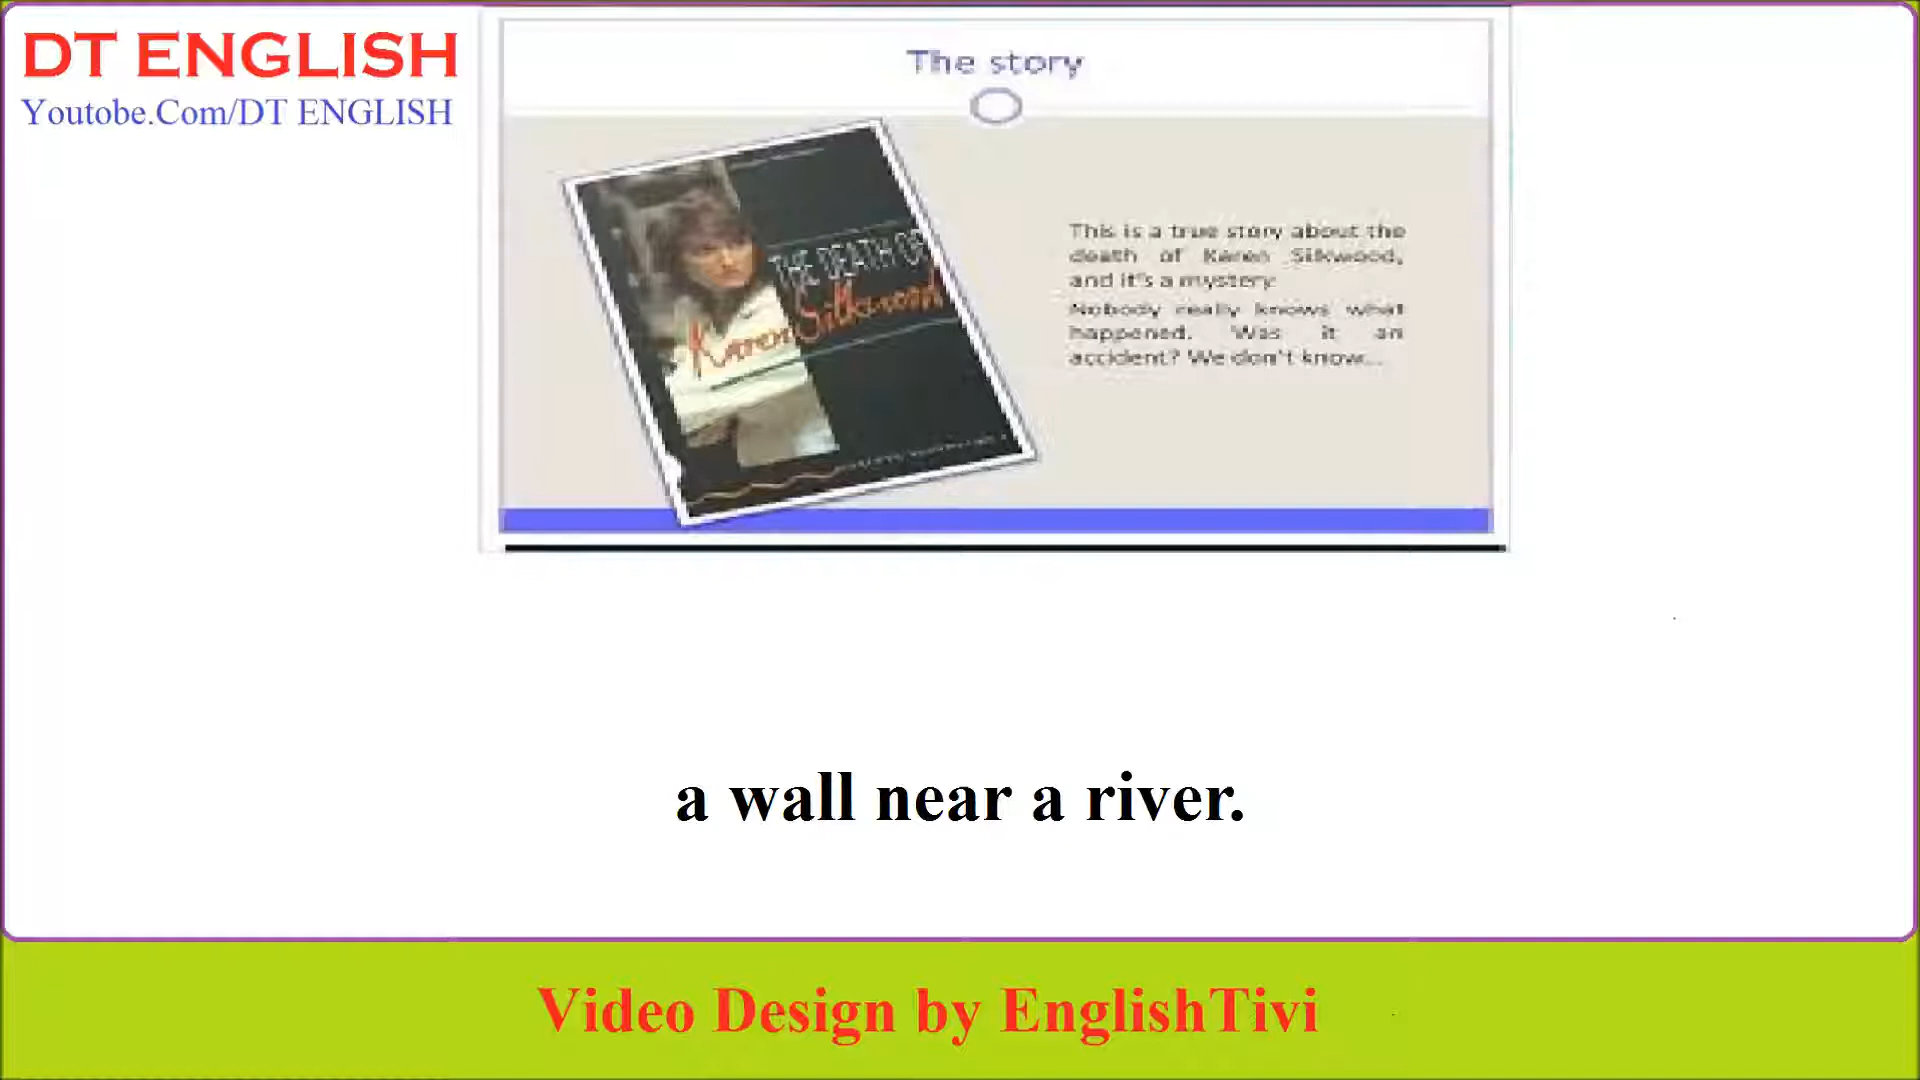 DT ENGLISH
Youtobe.Com/DT ENGLISH
The story
THE DEATH OF
Karen Silkwood
This is a true story about the
death of Karen Silkwood,
and it's a mystery
Nobody really knows what
happened. Was it an
accident? We don't know...
a wall near a river.
Video Design by EnglishTivi